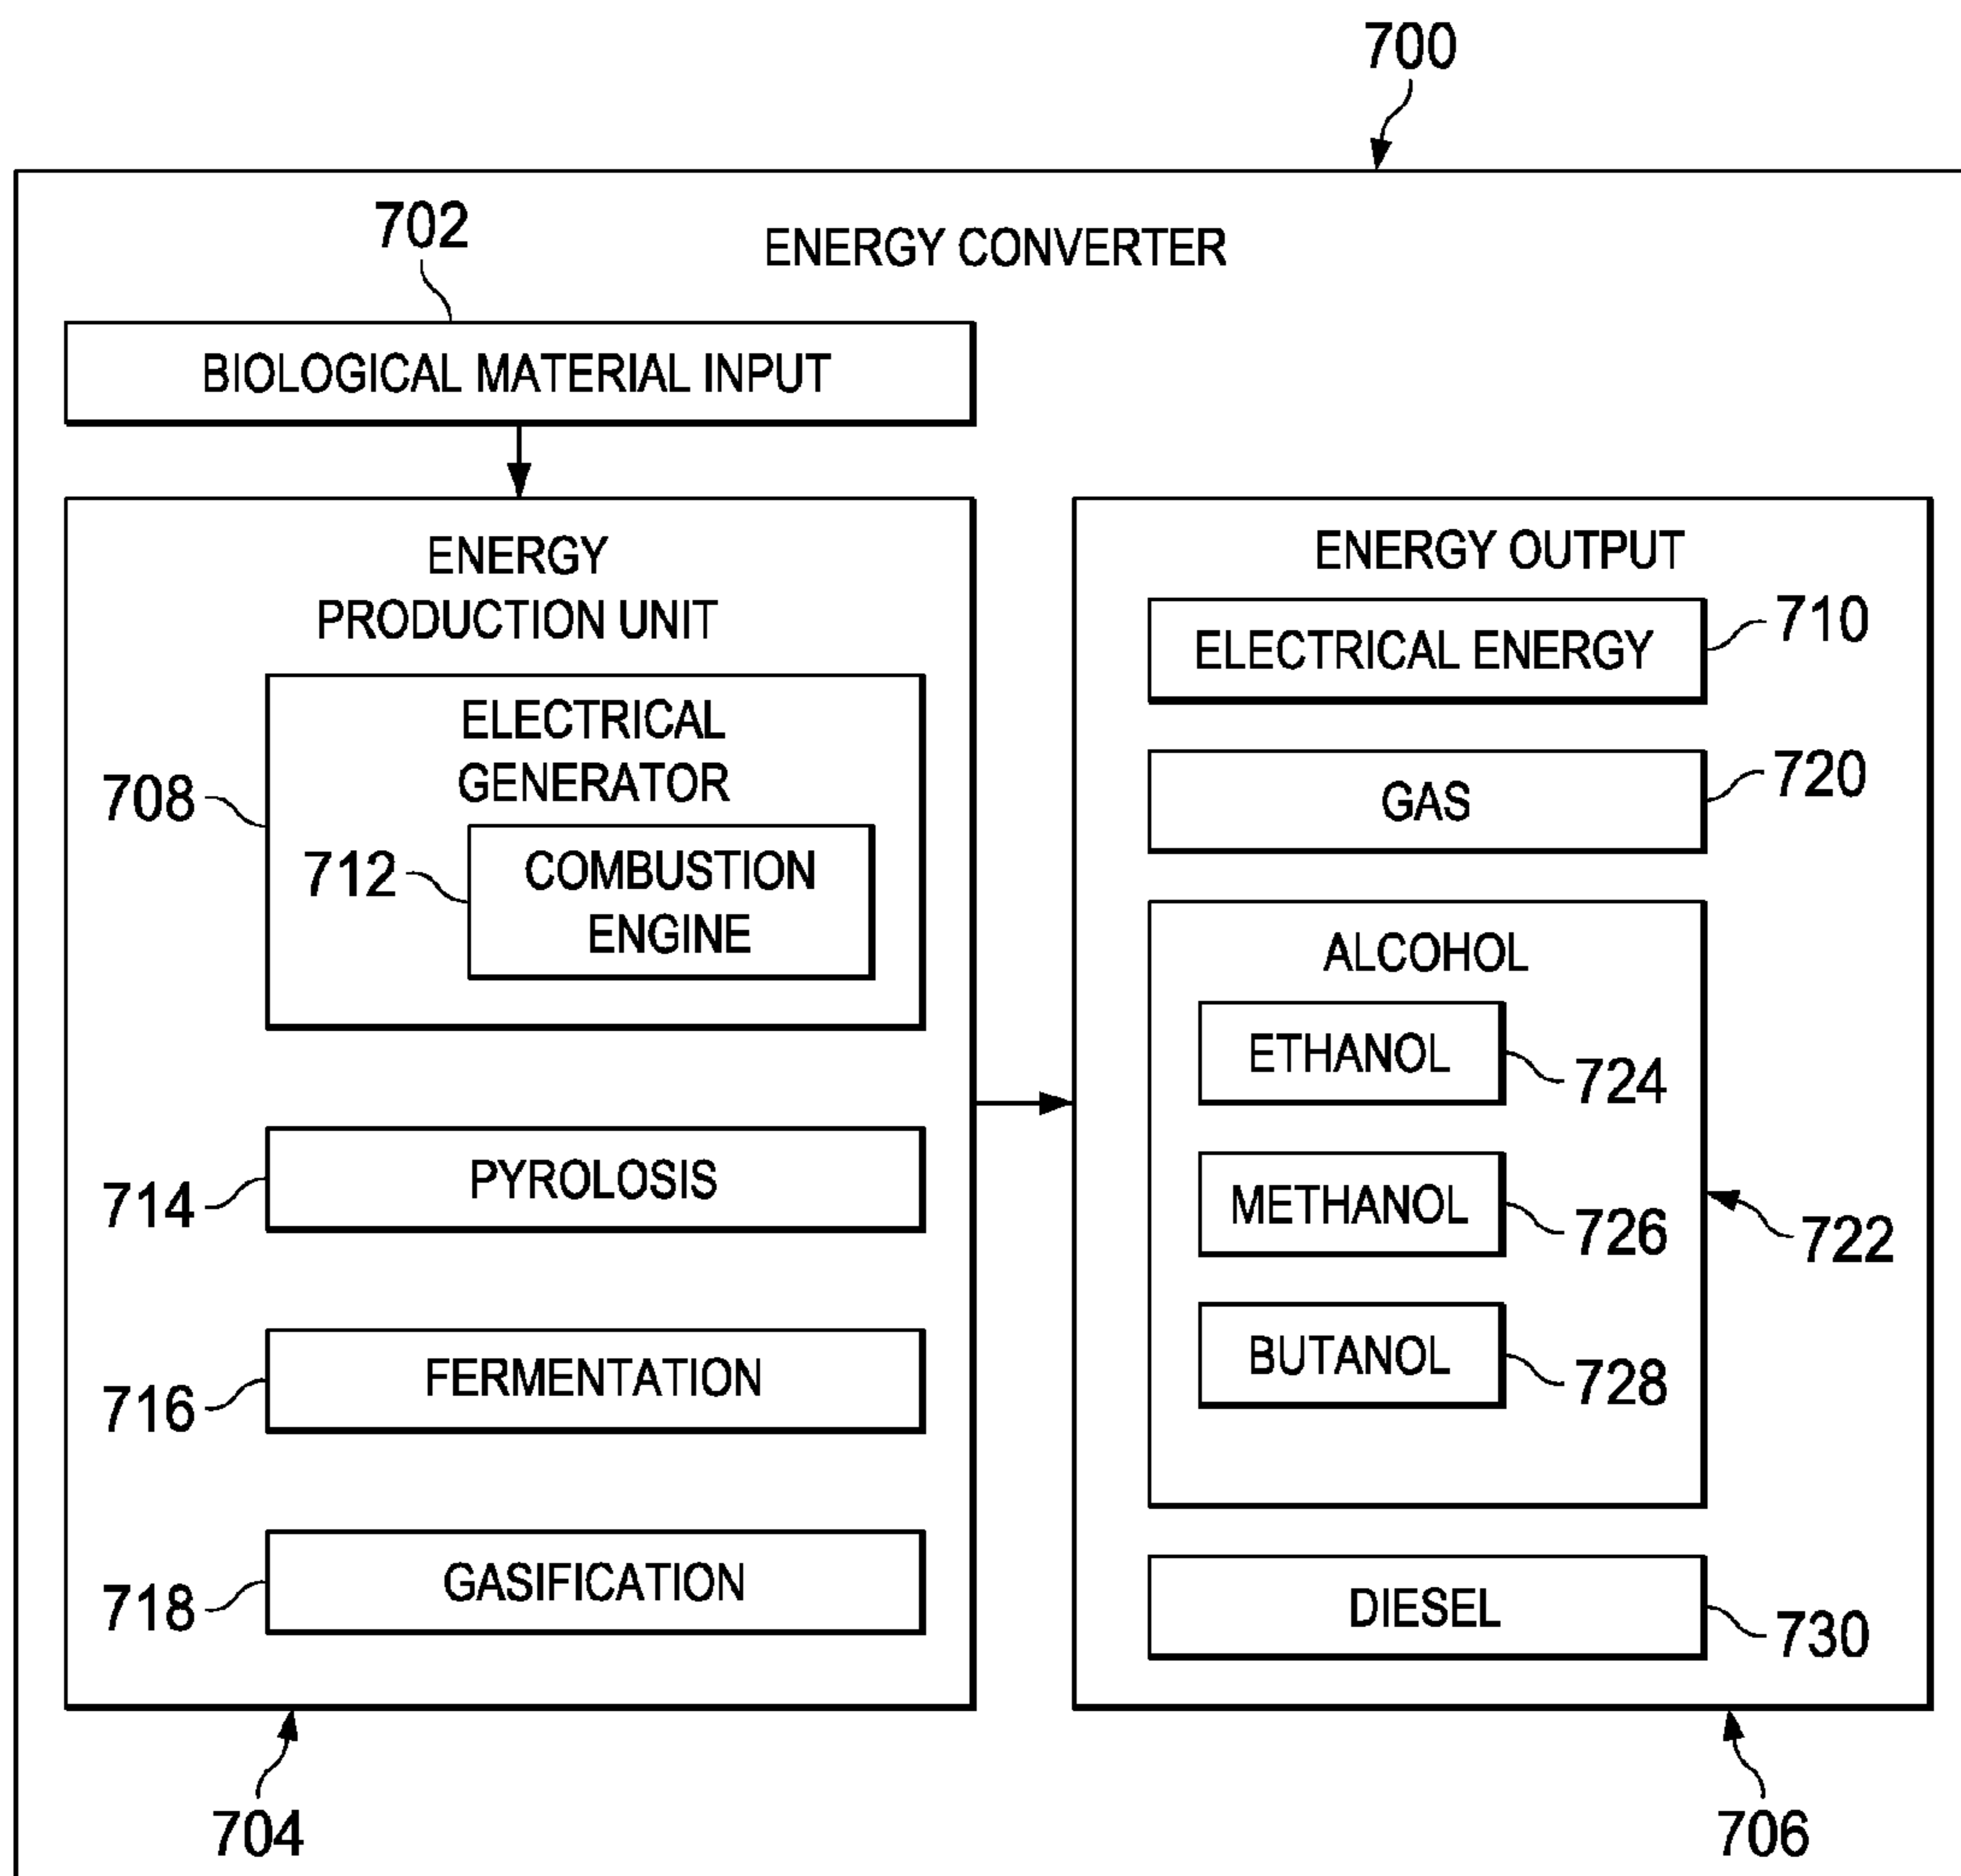 700
702
ENERGY CONVERTER
BIOLOGICAL MATERIAL INPUT
ENERGY
PRODUCTION UNIT
ELECTRICAL
GENERATOR
708
712
COMBUSTION
ENGINE
714
PYROLOSIS
716
FERMENTATION
718
GASIFICATION
704
ENERGY OUTPUT
ELECTRICAL ENERGY
710
GAS
720
ALCOHOL
ETHANOL
724
METHANOL
726
722
BUTANOL
728
DIESEL
730
706